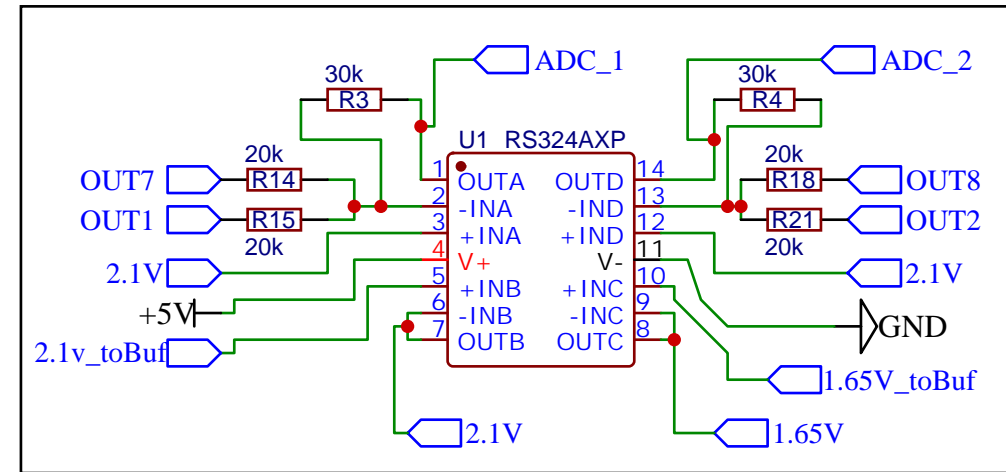 ADC_1
ADC_2
30k
R3
30k
R4
U1 RS324AXP
20k
R14
OUT7
OUT1
R15
20k
2.1V
+5V
2.1v_toBuf
2.1V
1 OUTA
2 -INA
3 +INA
4 V+
5 +INB
6 -INB
7 OUTB
14 OUTD
13 -IND
12 +IND
11 V-
10 +INC
9 -INC
8 OUTC
20k
R18
OUT8
R21
OUT2
20k
2.1V
GND
1.65V_toBuf
1.65V